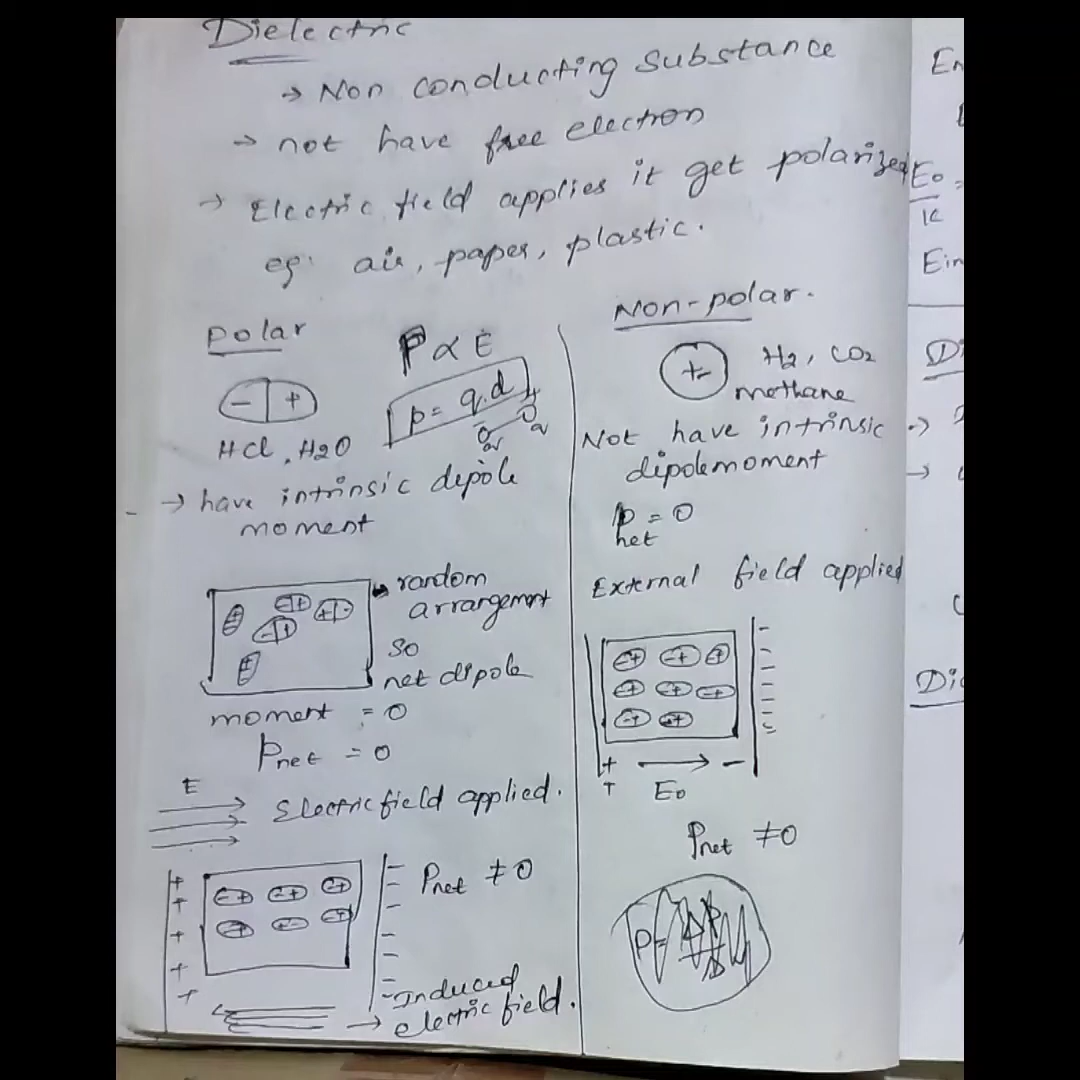 Dielectric
→ Non conducting substance
→ not have free electron
→ Electric field applies it get polarized
eg: air, paper, plastic.
Polar
P ∝ E
- +
p = q.d
HCl, H2O
→ have intrinsic dipole
moment
random
arrangement
so
net dipole
moment = 0
Pnet = 0
E
Electric field applied.
Pnet ≠ 0
Induced
→ electric field.
Non-polar.
+-
H2, CO2
methane
Not have intrinsic
dipolemoment
p = 0
net
External field applied
+ → -
+ E0
Pnet ≠ 0
E0
K
Ein